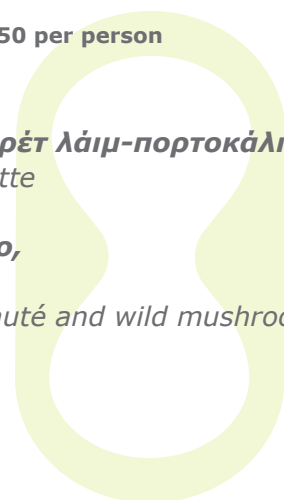 50 per person
ρέτ λάιμ-πορτοκάλι
tte
ο,
uté and wild mushroo